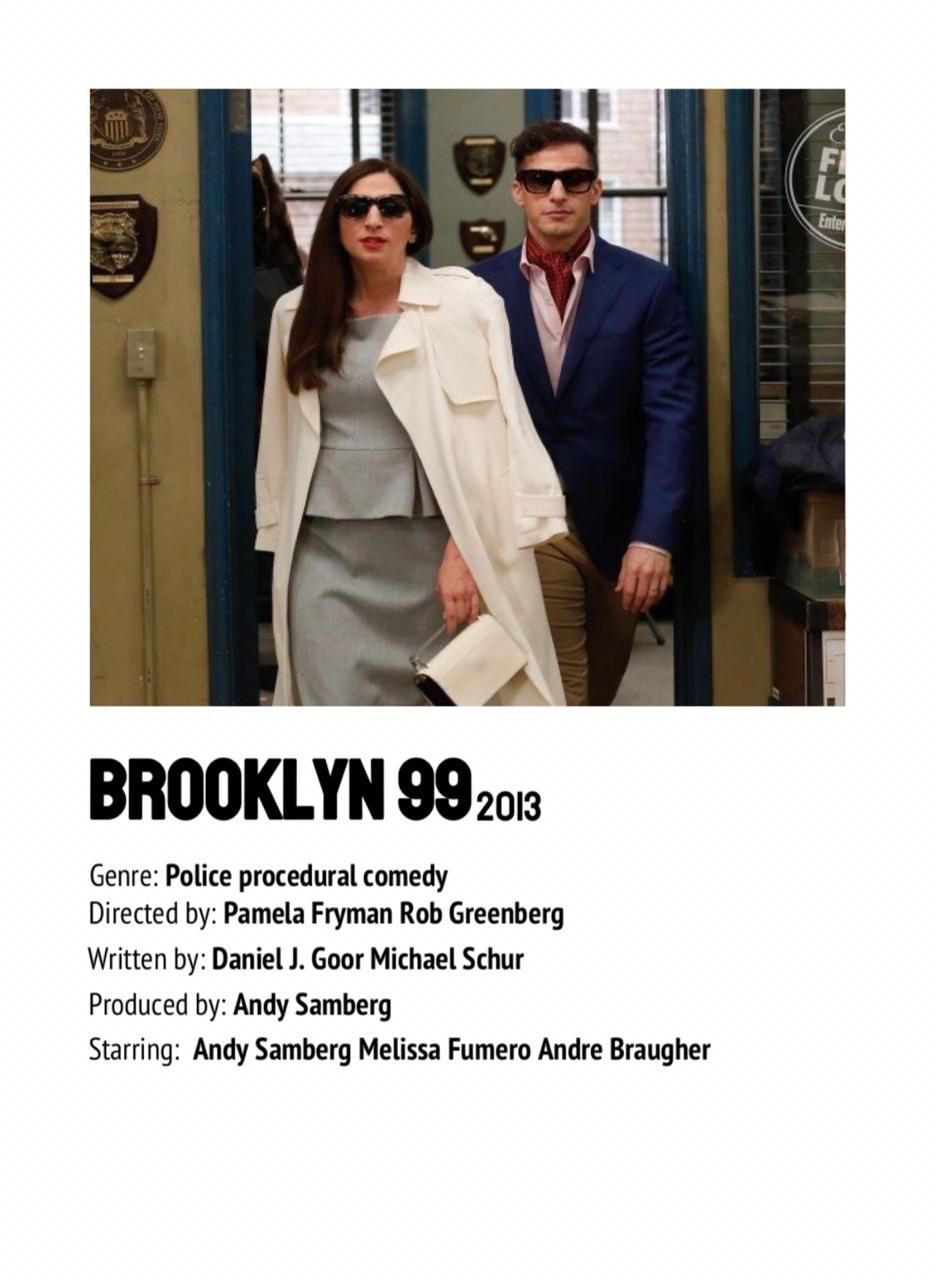 BROOKLYN 99 2013
Genre: Police procedural comedy
Directed by: Pamela Fryman Rob Greenberg
Written by: Daniel J. Goor Michael Schur
Produced by: Andy Samberg
Starring: Andy Samberg Melissa Fumero Andre Braugher